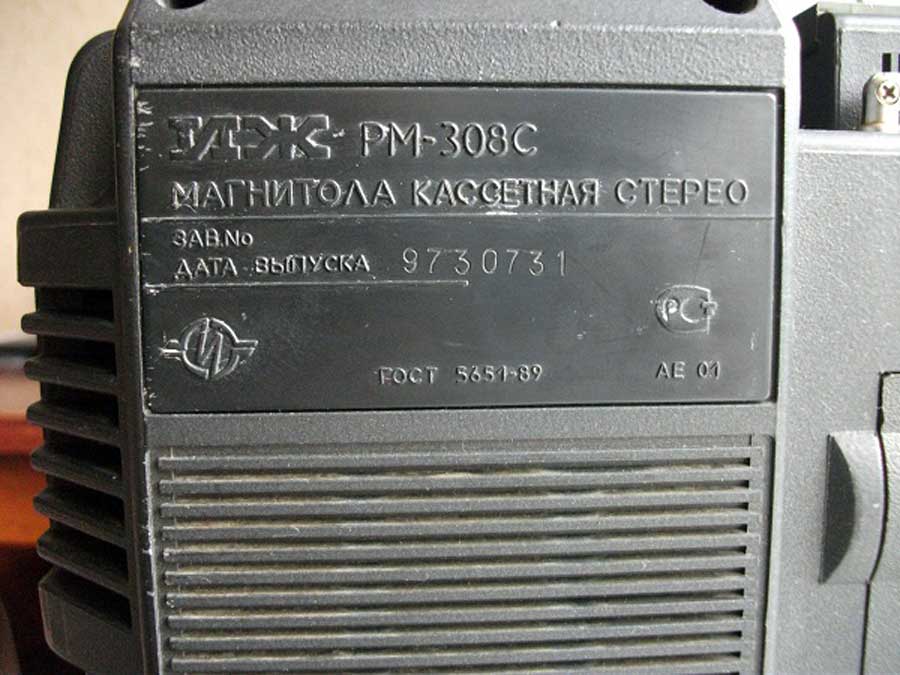 ИЖ РМ-308С
МАГНИТОЛА КАССЕТНАЯ СТЕРЕО
ЗАВ.No
ДАТА ВЫПУСКА 9730731
РСТ
ГОСТ 5651-89 АЕ 01